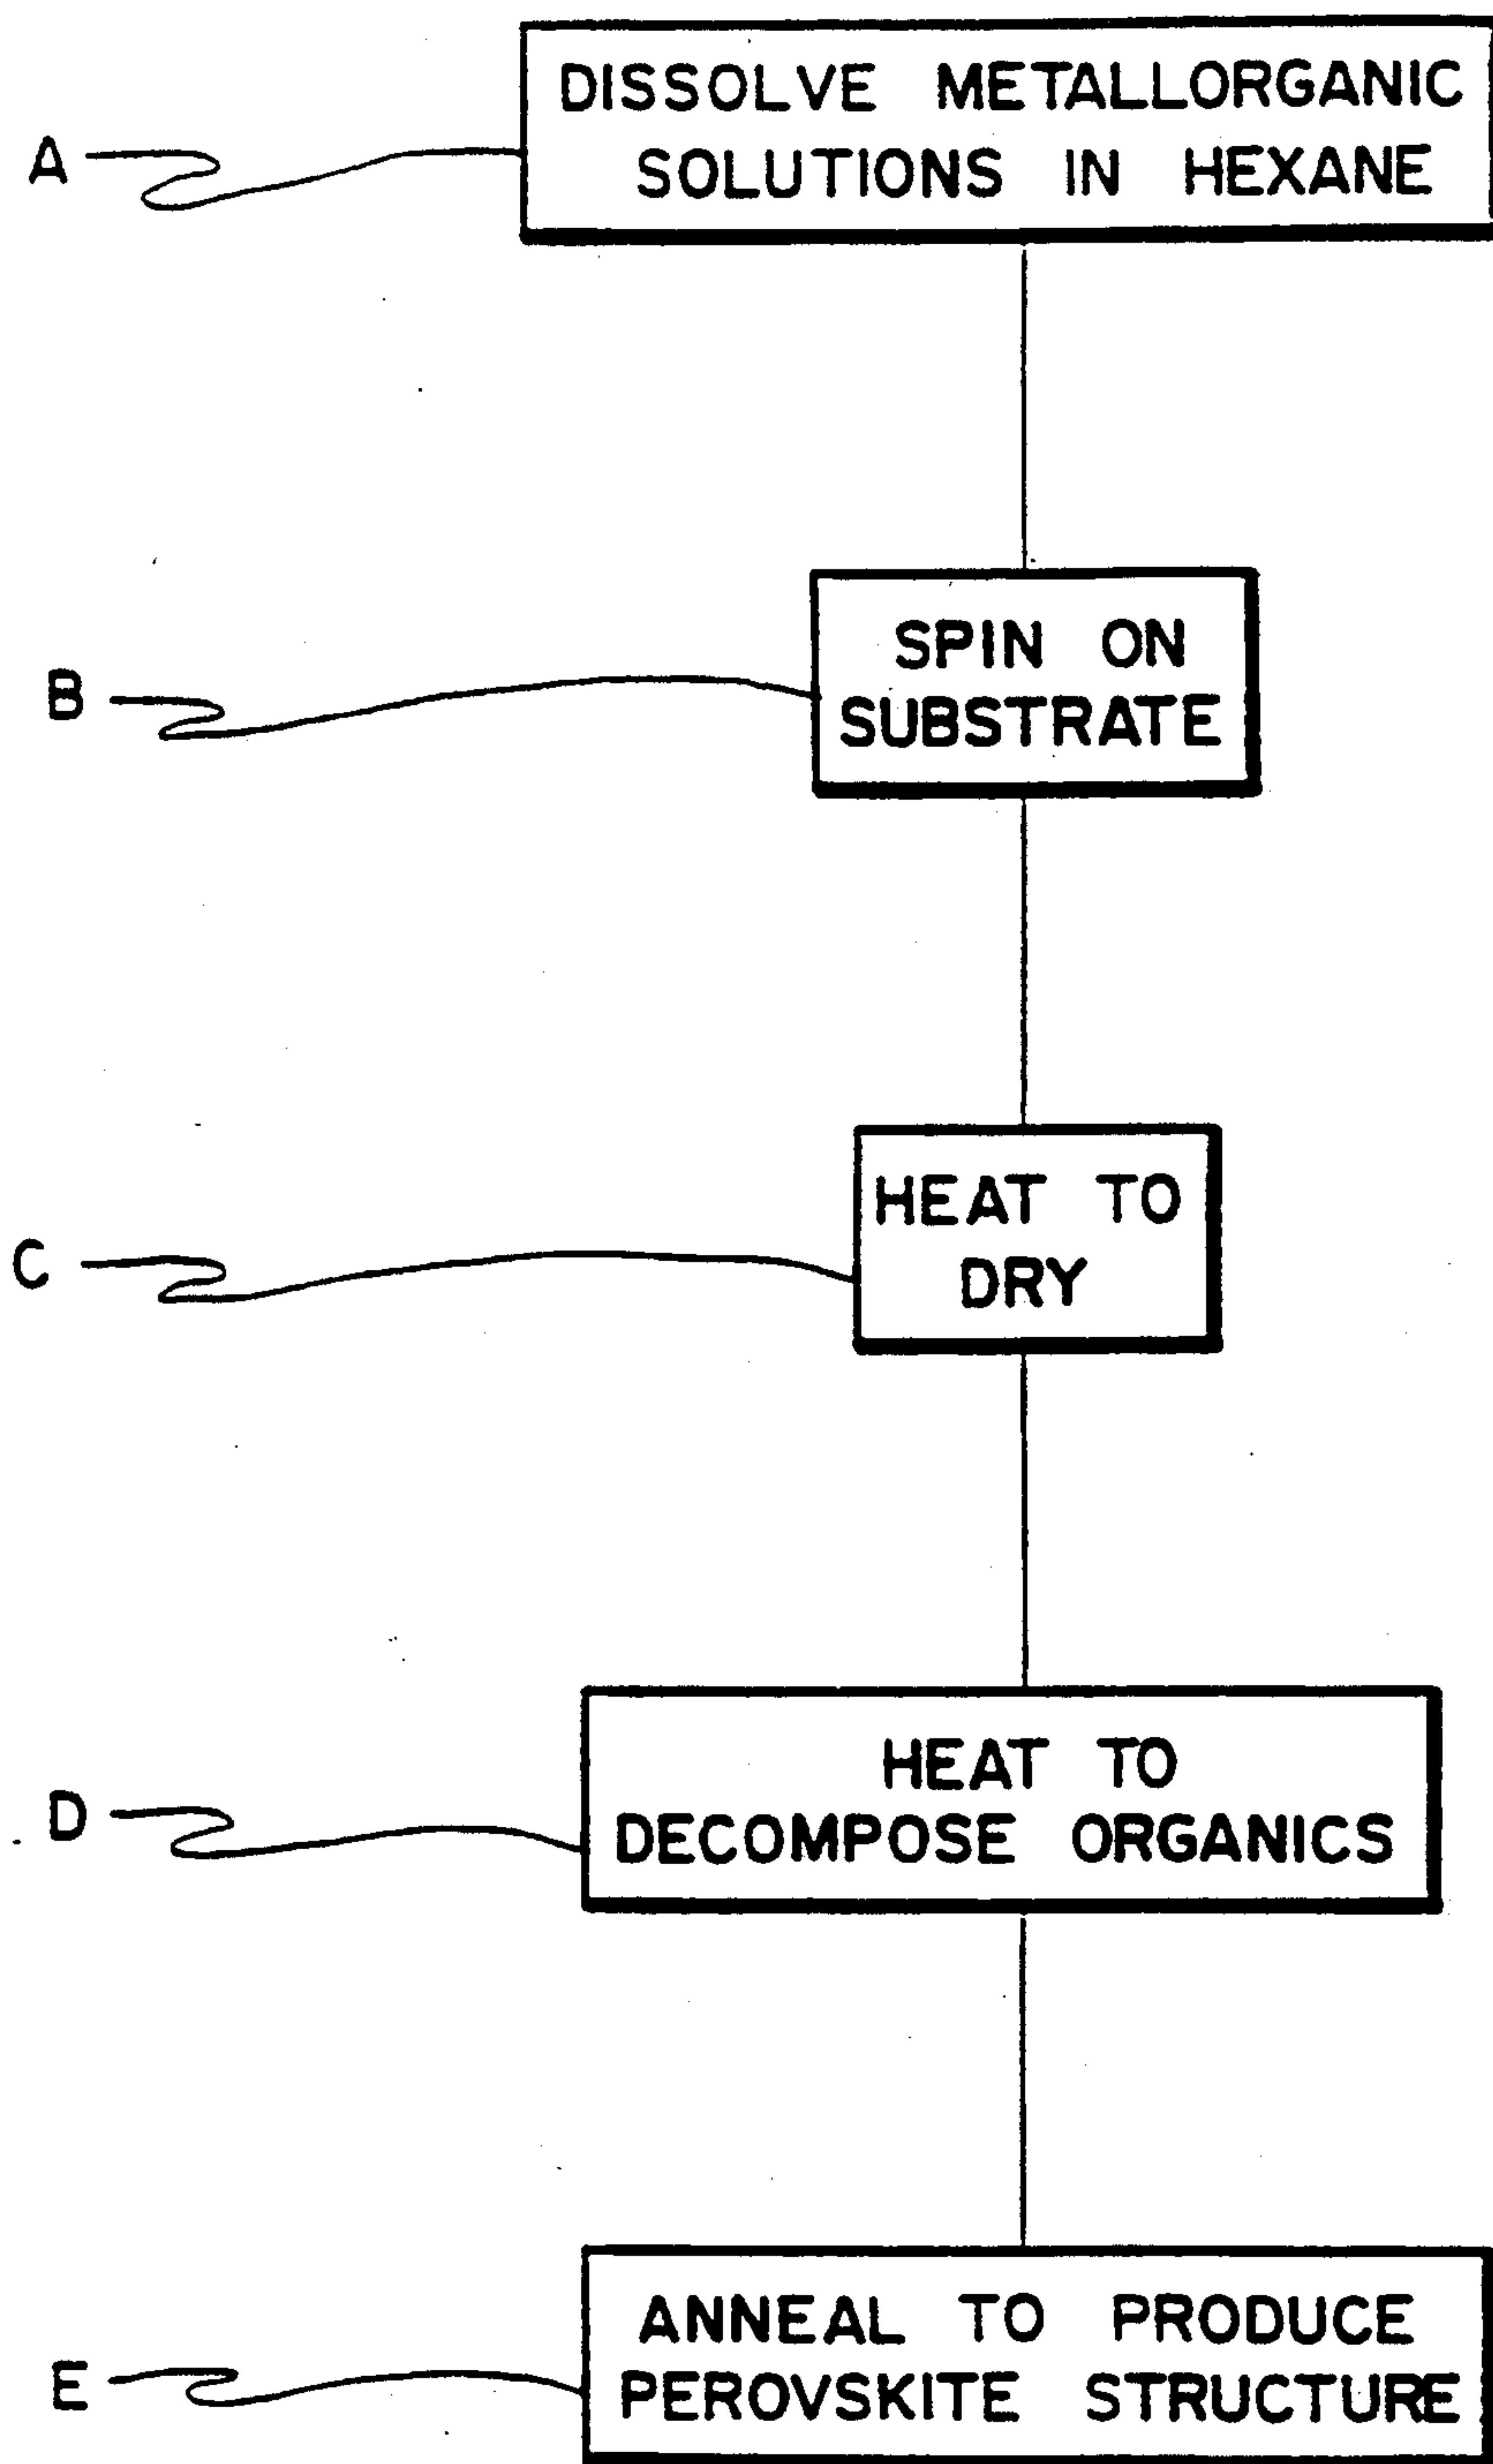 A
DISSOLVE METALLORGANIC
SOLUTIONS IN HEXANE
B
SPIN ON
SUBSTRATE
C
HEAT TO
DRY
D
HEAT TO
DECOMPOSE ORGANICS
E
ANNEAL TO PRODUCE
PEROVSKITE STRUCTURE